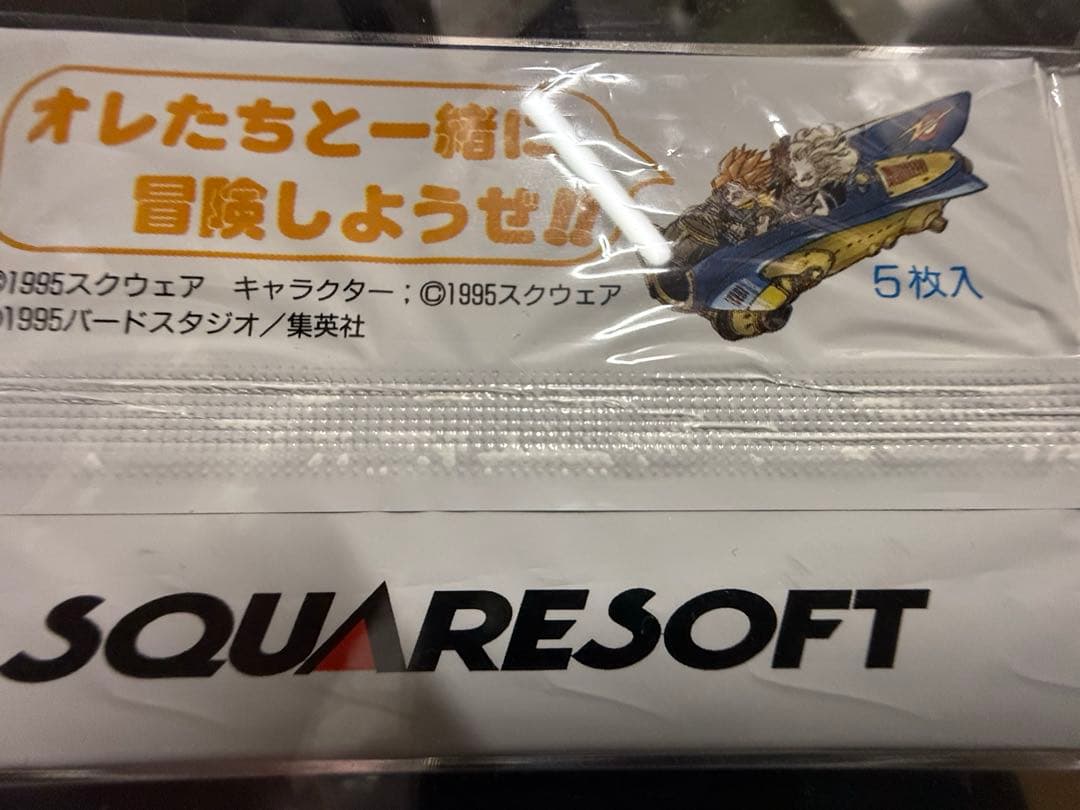 オレたちと一緒に
冒険しようぜ!!
©1995スクウェア キャラクター；©1995スクウェア
©1995バードスタジオ／集英社
5枚入
SQUARESOFT